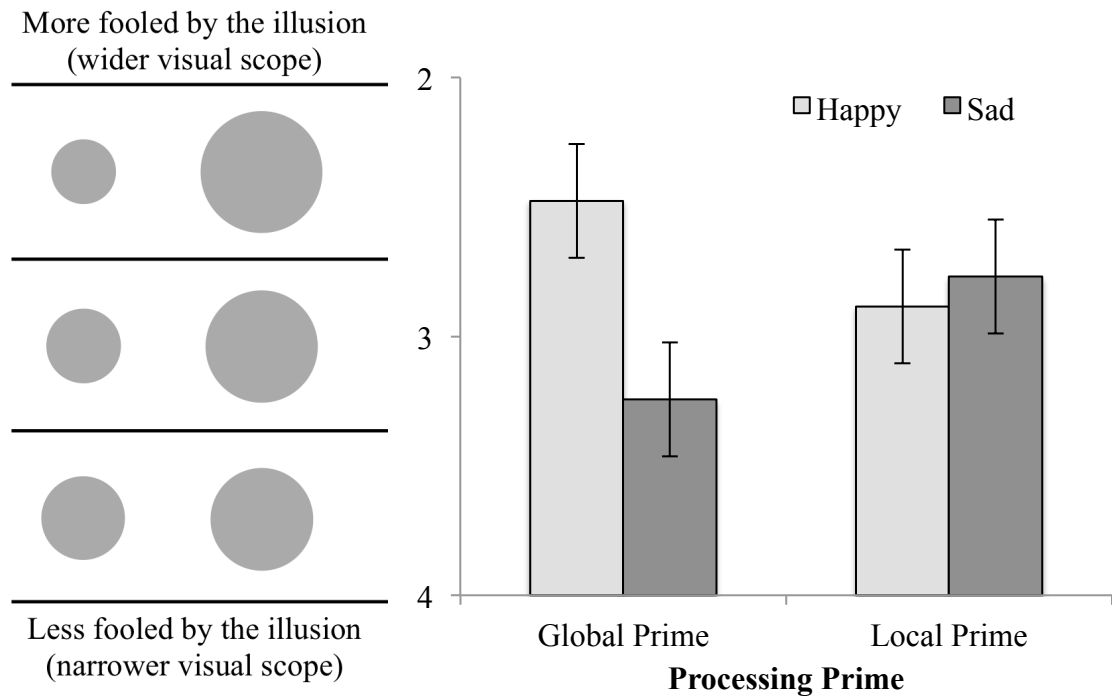 More fooled by the illusion
(wider visual scope)
Less fooled by the illusion
(narrower visual scope)
2
3
4
Happy Sad
Global Prime Local Prime
Processing Prime